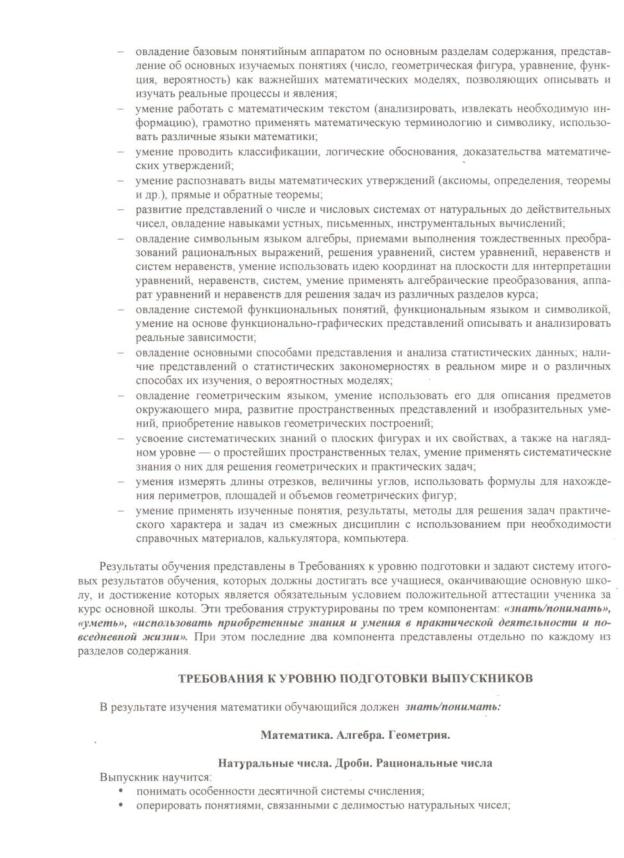 – овладение базовым понятийным аппаратом по основным разделам содержания, представ-
ление об основных изучаемых понятиях (число, геометрическая фигура, уравнение, функ-
ция, вероятность) как важнейших математических моделях, позволяющих описывать и
изучать реальные процессы и явления;
– умение работать с математическим текстом (анализировать, извлекать необходимую ин-
формацию), грамотно применять математическую терминологию и символику, использо-
вать различные языки математики;
– умение проводить классификации, логические обоснования, доказательства математиче-
ских утверждений;
– умение распознавать виды математических утверждений (аксиомы, определения, теоремы
и др.), прямые и обратные теоремы;
– развитие представлений о числе и числовых системах от натуральных до действительных
чисел, овладение навыками устных, письменных, инструментальных вычислений;
– овладение символьным языком алгебры, приемами выполнения тождественных преобра-
зований рациональных выражений, решения уравнений, систем уравнений, неравенств и
систем неравенств, умение использовать идею координат на плоскости для интерпретации
уравнений, неравенств, систем, умение применять алгебраические преобразования, аппа-
рат уравнений и неравенств для решения задач из различных разделов курса;
– овладение системой функциональных понятий, функциональным языком и символикой,
умение на основе функционально-графических представлений описывать и анализировать
реальные зависимости;
– овладение основными способами представления и анализа статистических данных; нали-
чие представлений о статистических закономерностях в реальном мире и о различных
способах их изучения, о вероятностных моделях;
– овладение геометрическим языком, умение использовать его для описания предметов
окружающего мира, развитие пространственных представлений и изобразительных уме-
ний, приобретение навыков геометрических построений;
– усвоение систематических знаний о плоских фигурах и их свойствах, а также на нагляд-
ном уровне — о простейших пространственных телах, умение применять систематические
знания о них для решения геометрических и практических задач;
– умения измерять длины отрезков, величины углов, использовать формулы для нахожде-
ния периметров, площадей и объемов геометрических фигур;
– умение применять изученные понятия, результаты, методы для решения задач практиче-
ского характера и задач из смежных дисциплин с использованием при необходимости
справочных материалов, калькулятора, компьютера.
Результаты обучения представлены в Требованиях к уровню подготовки и задают систему итого-
вых результатов обучения, которых должны достигать все учащиеся, оканчивающие основную шко-
лу, и достижение которых является обязательным условием положительной аттестации ученика за
курс основной школы. Эти требования структурированы по трем компонентам: «знать/понимать»,
«уметь», «использовать приобретенные знания и умения в практической деятельности и по-
вседневной жизни». При этом последние два компонента представлены отдельно по каждому из
разделов содержания.
ТРЕБОВАНИЯ К УРОВНЮ ПОДГОТОВКИ ВЫПУСКНИКОВ
В результате изучения математики обучающийся должен знать/понимать:
Математика. Алгебра. Геометрия.
Натуральные числа. Дроби. Рациональные числа
Выпускник научится:
• понимать особенности десятичной системы счисления;
• оперировать понятиями, связанными с делимостью натуральных чисел;